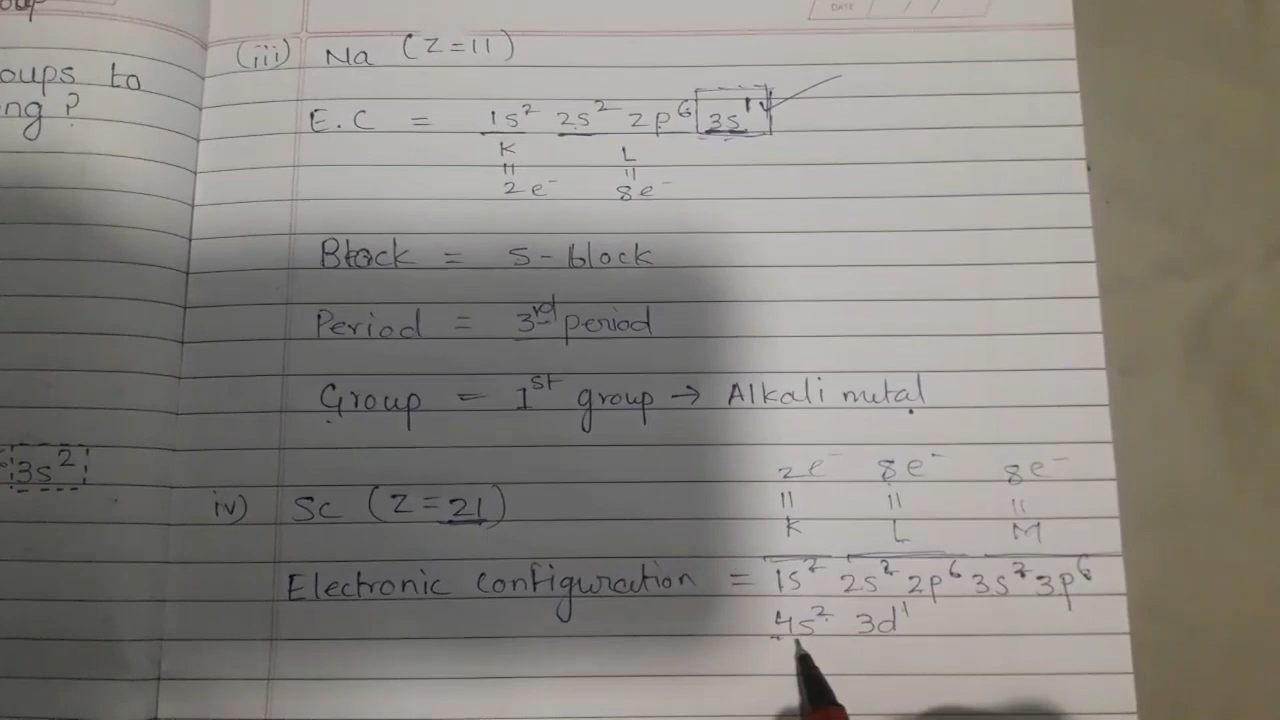 oup
oups to
ng ?
3s²
DATE
(iii) Na (Z=11)
E.C = 1s² 2s² 2p⁶ 3s¹
K L
= =
2e⁻ 8e⁻
Block = s-block
Period = 3rd period
Group = 1st group → Alkali metal
2e⁻ 8e⁻ 8e⁻
= = =
K L M
iv) Sc (Z=21)
Electronic configuration = 1s² 2s² 2p⁶ 3s² 3p⁶
4s² 3d¹